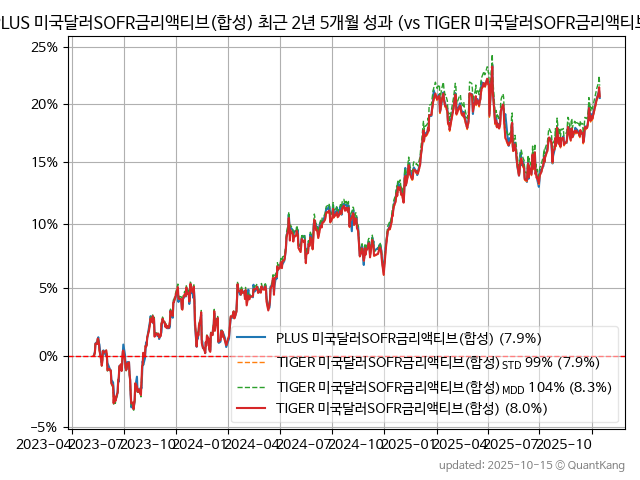 PLUS 미국달러SOFR금리액티브(합성) 최근 2년 5개월 성과 (vs TIGER 미국달러SOFR금리액티브
25%
20%
15%
10%
5%
0%
−5%
PLUS 미국달러SOFR금리액티브(합성) (7.9%)
TIGER 미국달러SOFR금리액티브(합성) STD 99% (7.9%)
TIGER 미국달러SOFR금리액티브(합성) MDD 104% (8.3%)
TIGER 미국달러SOFR금리액티브(합성) (8.0%)
2023-04 2023-07 2023-10 2024-01 2024-04 2024-07 2024-10 2025-01 2025-04 2025-07 2025-10
updated: 2025-10-15 © QuantKang